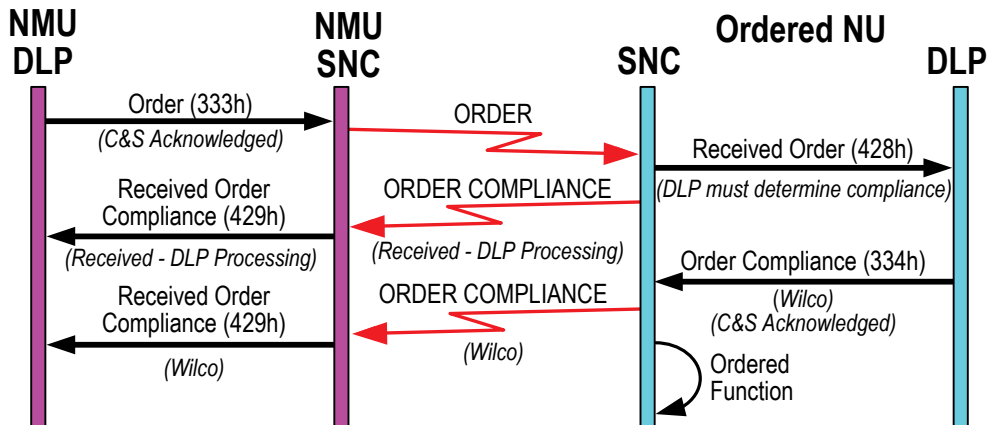 NMU
DLP
NMU
SNC
Ordered NU
SNC
DLP
Order (333h)
(C&S Acknowledged)
ORDER
Received Order (428h)
(DLP must determine compliance)
Received Order
Compliance (429h)
(Received - DLP Processing)
ORDER COMPLIANCE
(Received - DLP Processing)
Order Compliance (334h)
(Wilco)
(C&S Acknowledged)
Received Order
Compliance (429h)
(Wilco)
ORDER COMPLIANCE
(Wilco)
Ordered
Function